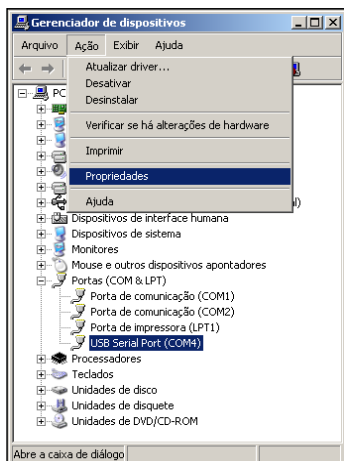 Gerenciador de dispositivos
Arquivo Ação Exibir Ajuda
Atualizar driver...
PC
Desativar
Desinstalar
Verificar se há alterações de hardware
Imprimir
Propriedades
Ajuda
l)
Dispositivos de interface humana
Dispositivos de sistema
Monitores
Mouse e outros dispositivos apontadores
Portas (COM & LPT)
Porta de comunicação (COM1)
Porta de comunicação (COM2)
Porta de impressora (LPT1)
USB Serial Port (COM4)
Processadores
Teclados
Unidades de disco
Unidades de disquete
Unidades de DVD/CD-ROM
Abre a caixa de diálogo